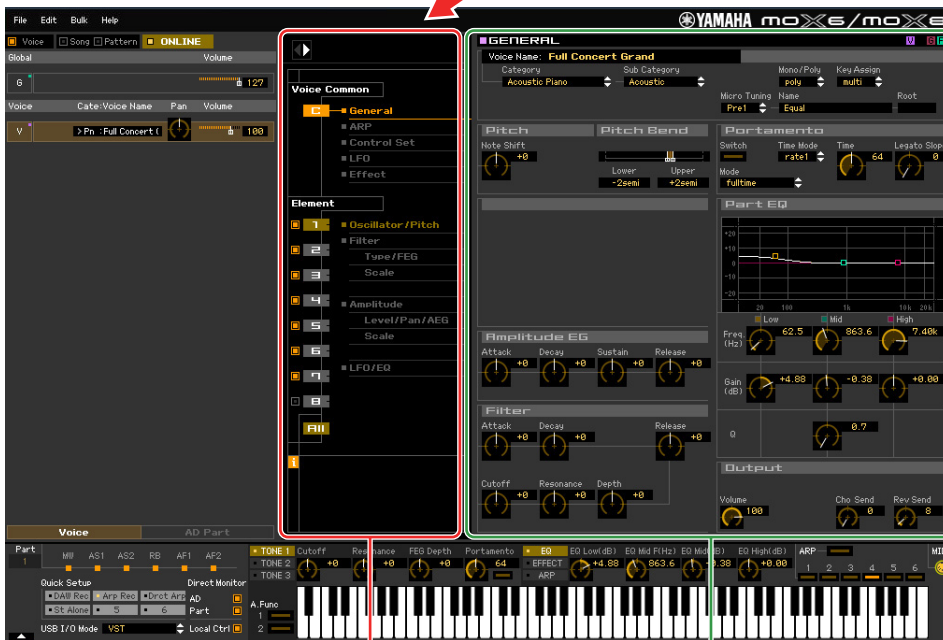 File Edit Bulk Help
YAMAHA MOX6/MOX
Voice Song Pattern ONLINE
Global Volume
G 127
Voice Cate:Voice Name Pan Volume
V >Pn :Full Concert ( 100
Voice AD Part
Voice Common
C General
ARP
Control Set
LFO
Effect
Element
1 Oscillator/Pitch
2 Filter
Type/FEG
3 Scale
4 Amplitude
5 Level/Pan/AEG
Scale
6
7 LFO/EQ
8
All
i
GENERAL V
Voice Name: Full Concert Grand
Category Sub Category Mono/Poly Key Assign
Acoustic Piano Acoustic poly multi
Micro Tuning Name Root
Pre1 Equal
Pitch Pitch Bend
Note Shift
+0
Lower Upper
-2semi +2semi
Portamento
Switch Time Mode Time Legato Slop
rate1 64 0
Mode
fulltime
Part EQ
+20
+10
0
-10
-20
20 100 1k 10k 20k
Low Mid High
Freq. (Hz) 62.5 863.6 7.40k
Gain (dB) +4.88 -0.38 +0.00
Q 0.7
Amplitude EG
Attack Decay Sustain Release
+0 +0 +0 +0
Filter
Attack Decay Release
+0 +0 +0
Cutoff Resonance Depth
+0 +0 +0
Output
Volume Cho Send Rev Send
100 0 8
Part
1
MW AS1 AS2 RB AF1 AF2
Quick Setup Direct Monitor
DAW Rec Arp Rec Drct Arp AD
St Alone 5 6 Part
USB I/O Mode VST Local Ctrl
TONE 1 Cutoff Resonance FEG Depth Portamento
TONE 2 +0 +0 +0 64
TONE 3
EQ EQ Low(dB) EQ Mid F(Hz) EQ Mid(dB) EQ High(dB)
EFFECT +4.88 863.6 -0.38 +0.00
ARP
ARP
1 2 3 4 5 6
A.Func
1
2